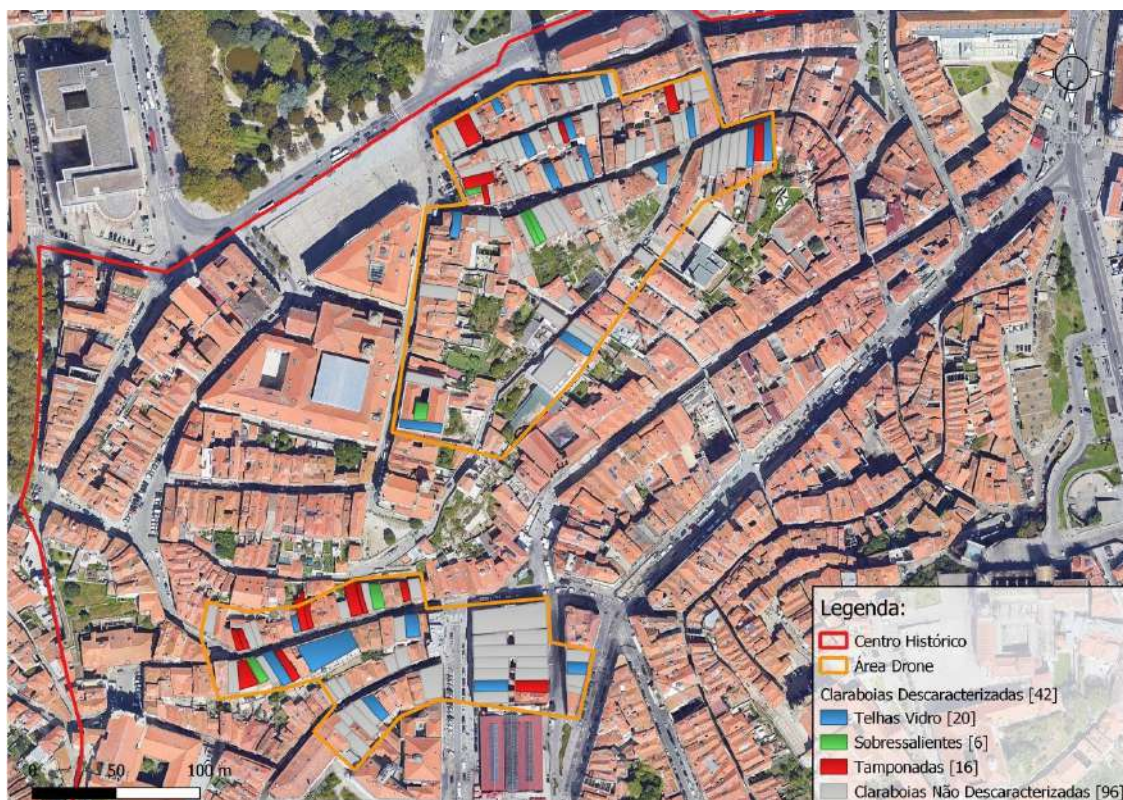 Legenda:
Centro Histórico
Área Drone
Claraboias Descaracterizadas [42]
Telhas Vidro [20]
Sobressalientes [6]
Tamponadas [16]
Claraboias Não Descaracterizadas [96]
0 50 100 m